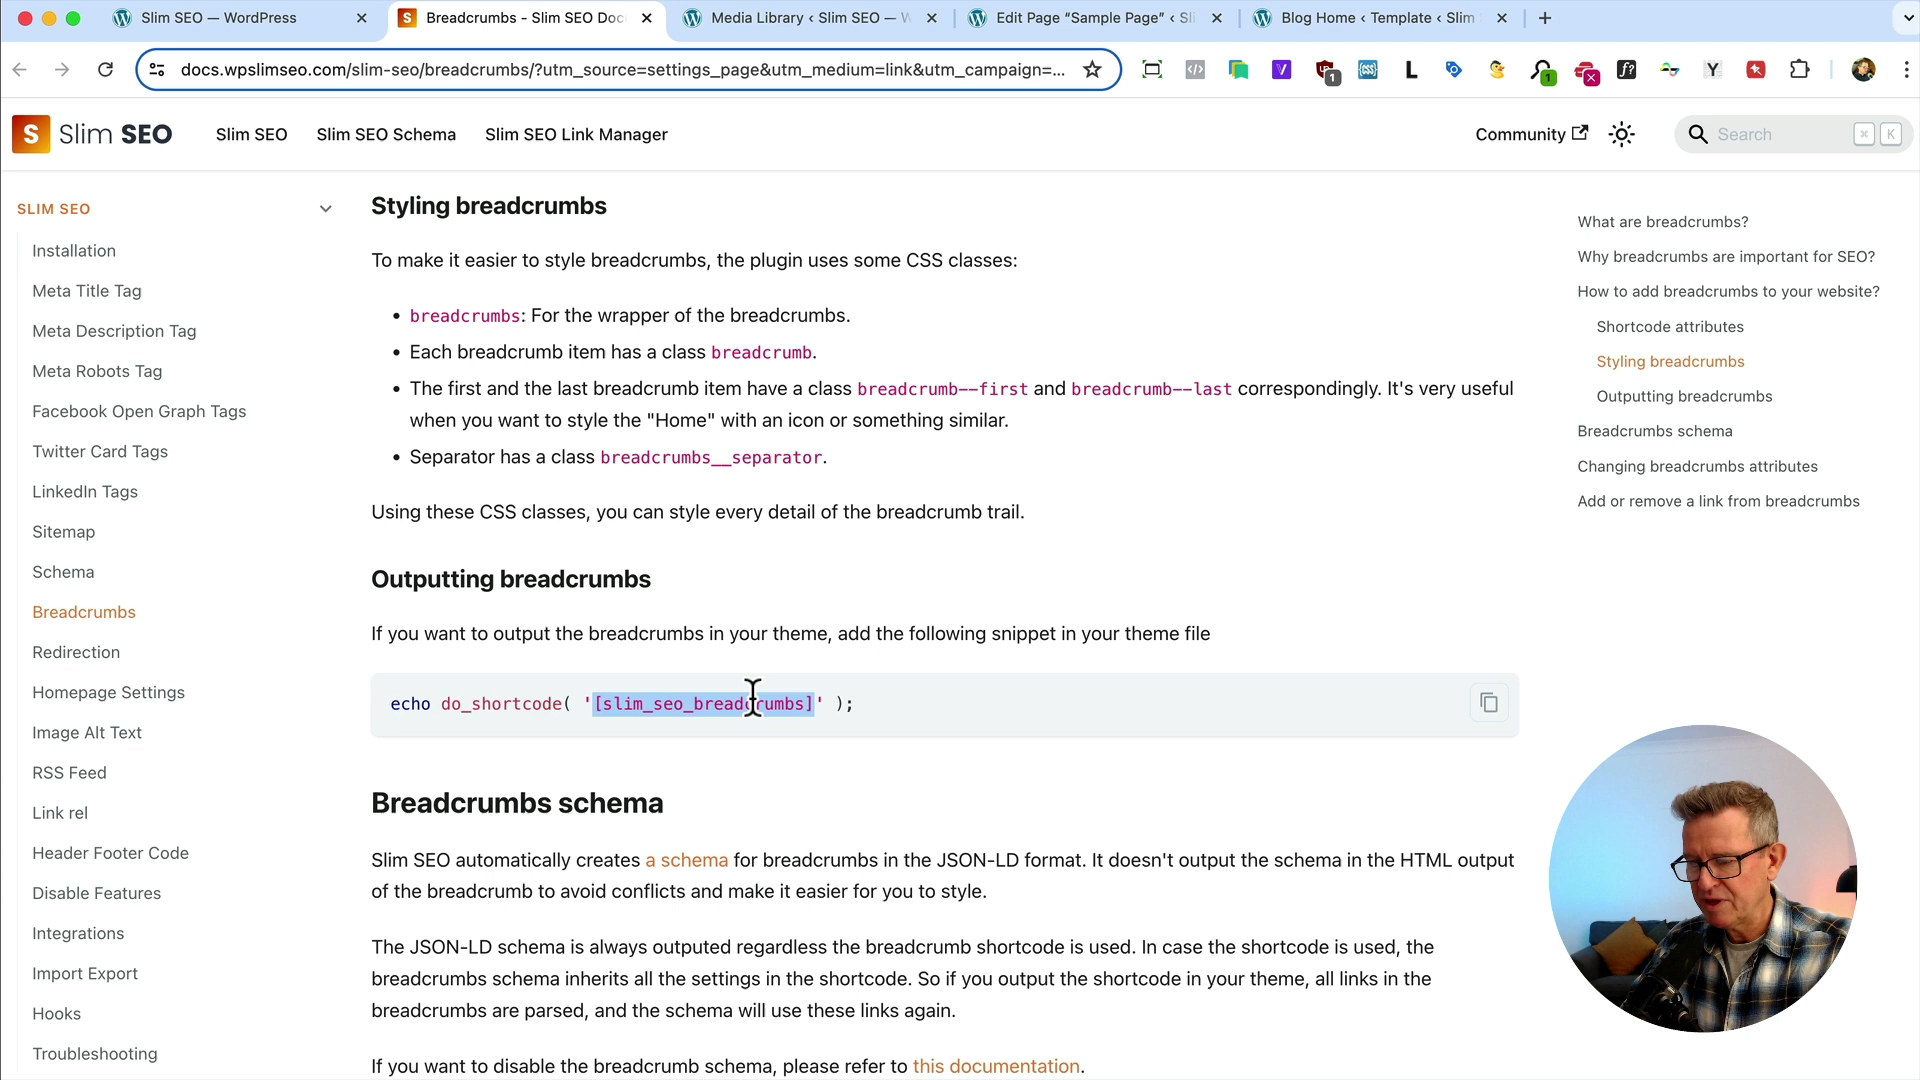 Slim SEO — WordPress
Breadcrumbs - Slim SEO Doc
Media Library ‹ Slim SEO — W
Edit Page “Sample Page” ‹ Sli
Blog Home ‹ Template ‹ Slim
docs.wpslimseo.com/slim-seo/breadcrumbs/?utm_source=settings_page&utm_medium=link&utm_campaign=...
S Slim SEO
Slim SEO
Slim SEO Schema
Slim SEO Link Manager
Community
Search
K
SLIM SEO
Installation
Meta Title Tag
Meta Description Tag
Meta Robots Tag
Facebook Open Graph Tags
Twitter Card Tags
LinkedIn Tags
Sitemap
Schema
Breadcrumbs
Redirection
Homepage Settings
Image Alt Text
RSS Feed
Link rel
Header Footer Code
Disable Features
Integrations
Import Export
Hooks
Troubleshooting
Styling breadcrumbs
To make it easier to style breadcrumbs, the plugin uses some CSS classes:
• breadcrumbs: For the wrapper of the breadcrumbs.
• Each breadcrumb item has a class breadcrumb.
• The first and the last breadcrumb item have a class breadcrumb--first and breadcrumb--last correspondingly. It's very useful
when you want to style the "Home" with an icon or something similar.
• Separator has a class breadcrumbs__separator.
Using these CSS classes, you can style every detail of the breadcrumb trail.
Outputting breadcrumbs
If you want to output the breadcrumbs in your theme, add the following snippet in your theme file
echo do_shortcode( '[slim_seo_breadcrumbs]' );
Breadcrumbs schema
Slim SEO automatically creates a schema for breadcrumbs in the JSON-LD format. It doesn't output the schema in the HTML output
of the breadcrumb to avoid conflicts and make it easier for you to style.
The JSON-LD schema is always outputed regardless the breadcrumb shortcode is used. In case the shortcode is used, the
breadcrumbs schema inherits all the settings in the shortcode. So if you output the shortcode in your theme, all links in the
breadcrumbs are parsed, and the schema will use these links again.
If you want to disable the breadcrumb schema, please refer to this documentation.
What are breadcrumbs?
Why breadcrumbs are important for SEO?
How to add breadcrumbs to your website?
Shortcode attributes
Styling breadcrumbs
Outputting breadcrumbs
Breadcrumbs schema
Changing breadcrumbs attributes
Add or remove a link from breadcrumbs